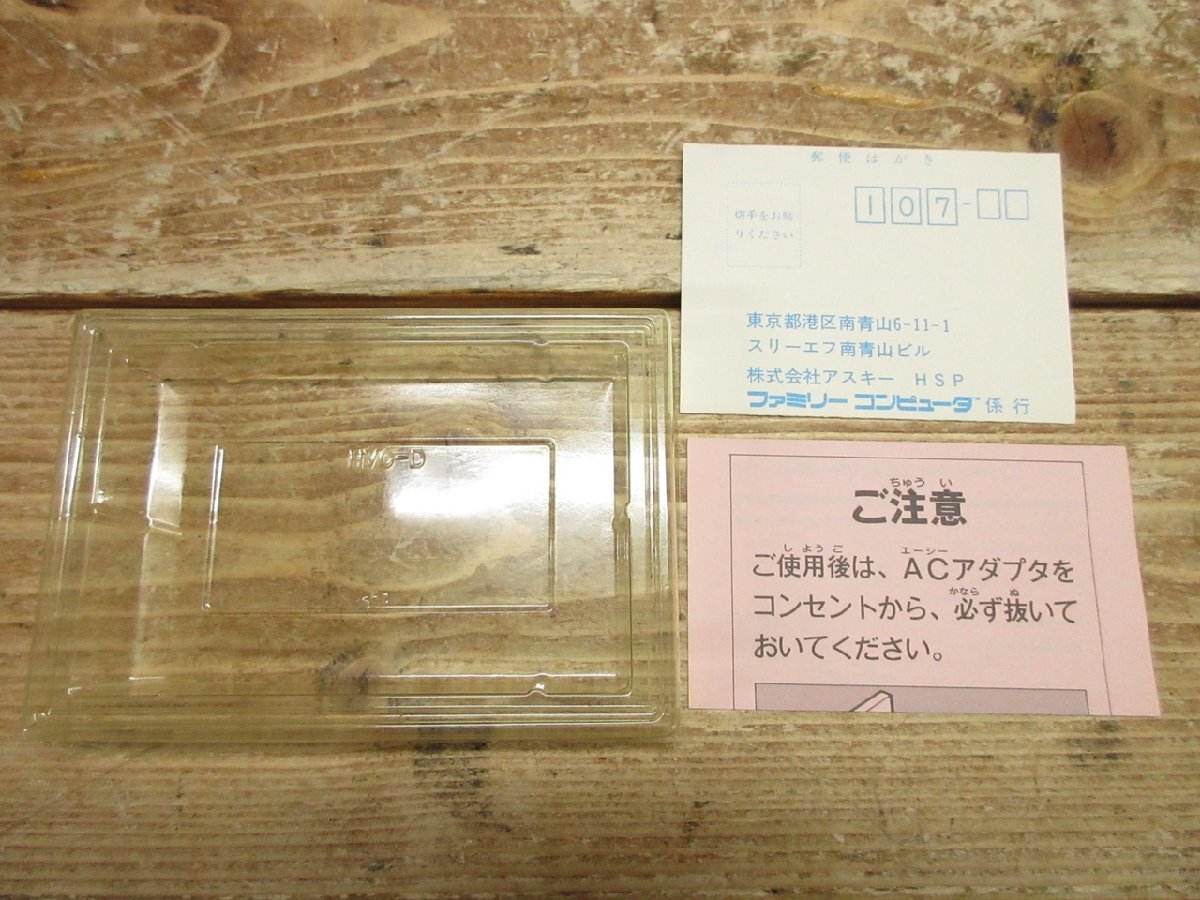 郵便はがき
切手をお貼
りください
107-
東京都港区南青山6-11-1
スリーエフ南青山ビル
株式会社アスキー HSP
ファミリー コンピュータ™係行
HVC-D
ちゅうい
ご注意
しようご エーシー
ご使用後は、ACアダプタを
かなら ぬ
コンセントから、必ず抜いて
おいてください。